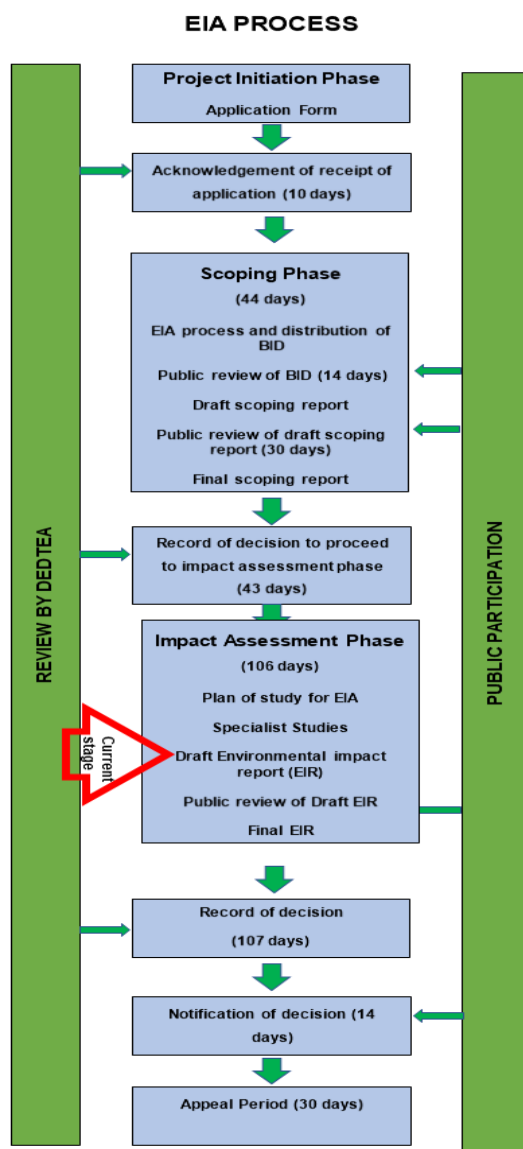 EIA PROCESS
Project Initiation Phase
Application Form
Acknowledgement of receipt of
application (10 days)
Scoping Phase
(44 days)
EIA process and distribution of
BID
Public review of BID (14 days)
Draft scoping report
Public review of draft scoping
report (30 days)
Final scoping report
Record of decision to proceed
to impact assessment phase
(43 days)
Impact Assessment Phase
(106 days)
Plan of study for EIA
Specialist Studies
Draft Environmental impact
report (EIR)
Public review of Draft EIR
Final EIR
Record of decision
(107 days)
Notification of decision (14
days)
Appeal Period (30 days)
REVIEW BY DEDTEA
Current
stage
PUBLIC PARTICIPATION